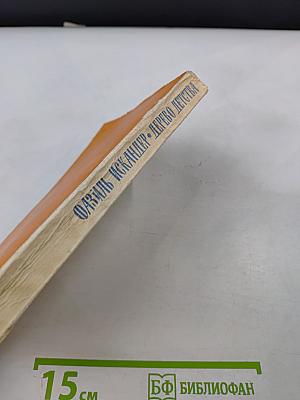 ФАЗИЛЬ ИСКАНДЕР • ДЕРЕВО ДЕТСТВА
15 см
БФ БИБЛИОФАН